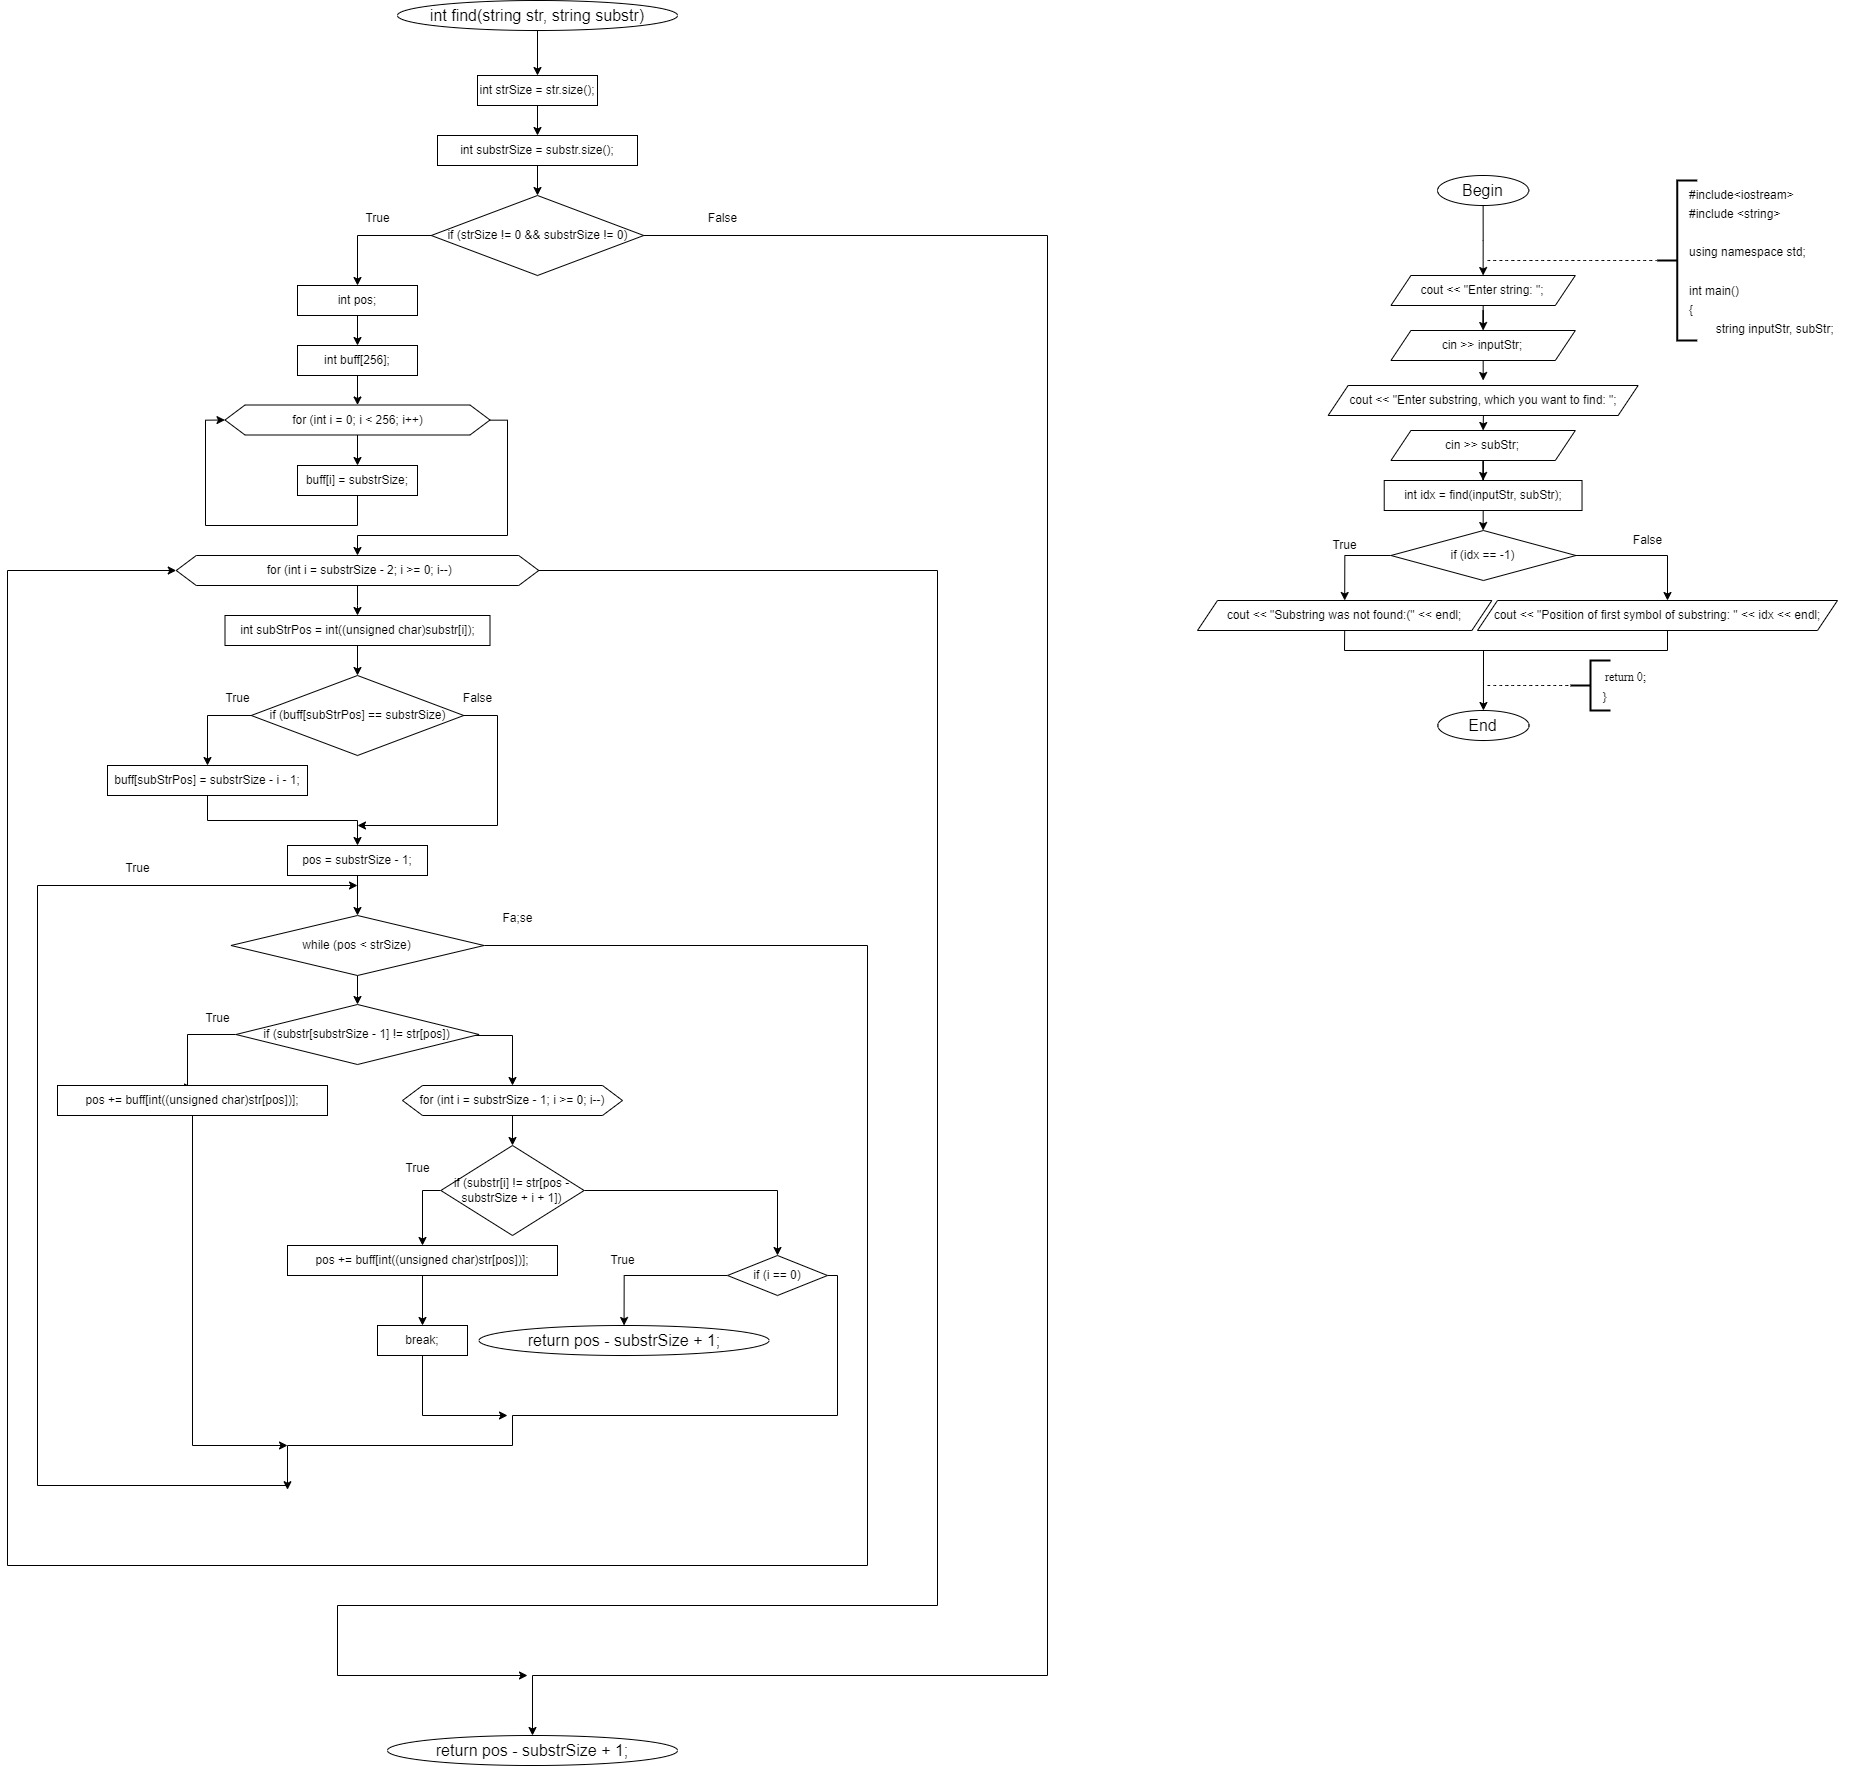 int find(string str, string substr)
int strSize = str.size();
int substrSize = substr.size();
True
False
if (strSize != 0 && substrSize != 0)
int pos;
int buff[256];
for (int i = 0; i < 256; i++)
buff[i] = substrSize;
for (int i = substrSize - 2; i >= 0; i--)
int subStrPos = int((unsigned char)substr[i]);
True
False
if (buff[subStrPos] == substrSize)
buff[subStrPos] = substrSize - i - 1;
pos = substrSize - 1;
True
Fa;se
while (pos < strSize)
True
if (substr[substrSize - 1] != str[pos])
pos += buff[int((unsigned char)str[pos])];
for (int i = substrSize - 1; i >= 0; i--)
True
if (substr[i] != str[pos -
substrSize + i + 1])
pos += buff[int((unsigned char)str[pos])];
True
if (i == 0)
break;
return pos - substrSize + 1;
return pos - substrSize + 1;
Begin
#include<iostream>
#include <string>
using namespace std;
int main()
{
string inputStr, subStr;
cout << "Enter string: ";
cin >> inputStr;
cout << "Enter substring, which you want to find: ";
cin >> subStr;
int idx = find(inputStr, subStr);
True
False
if (idx == -1)
cout << "Substring was not found:(" << endl;
cout << "Position of first symbol of substring: " << idx << endl;
return 0;
}
End